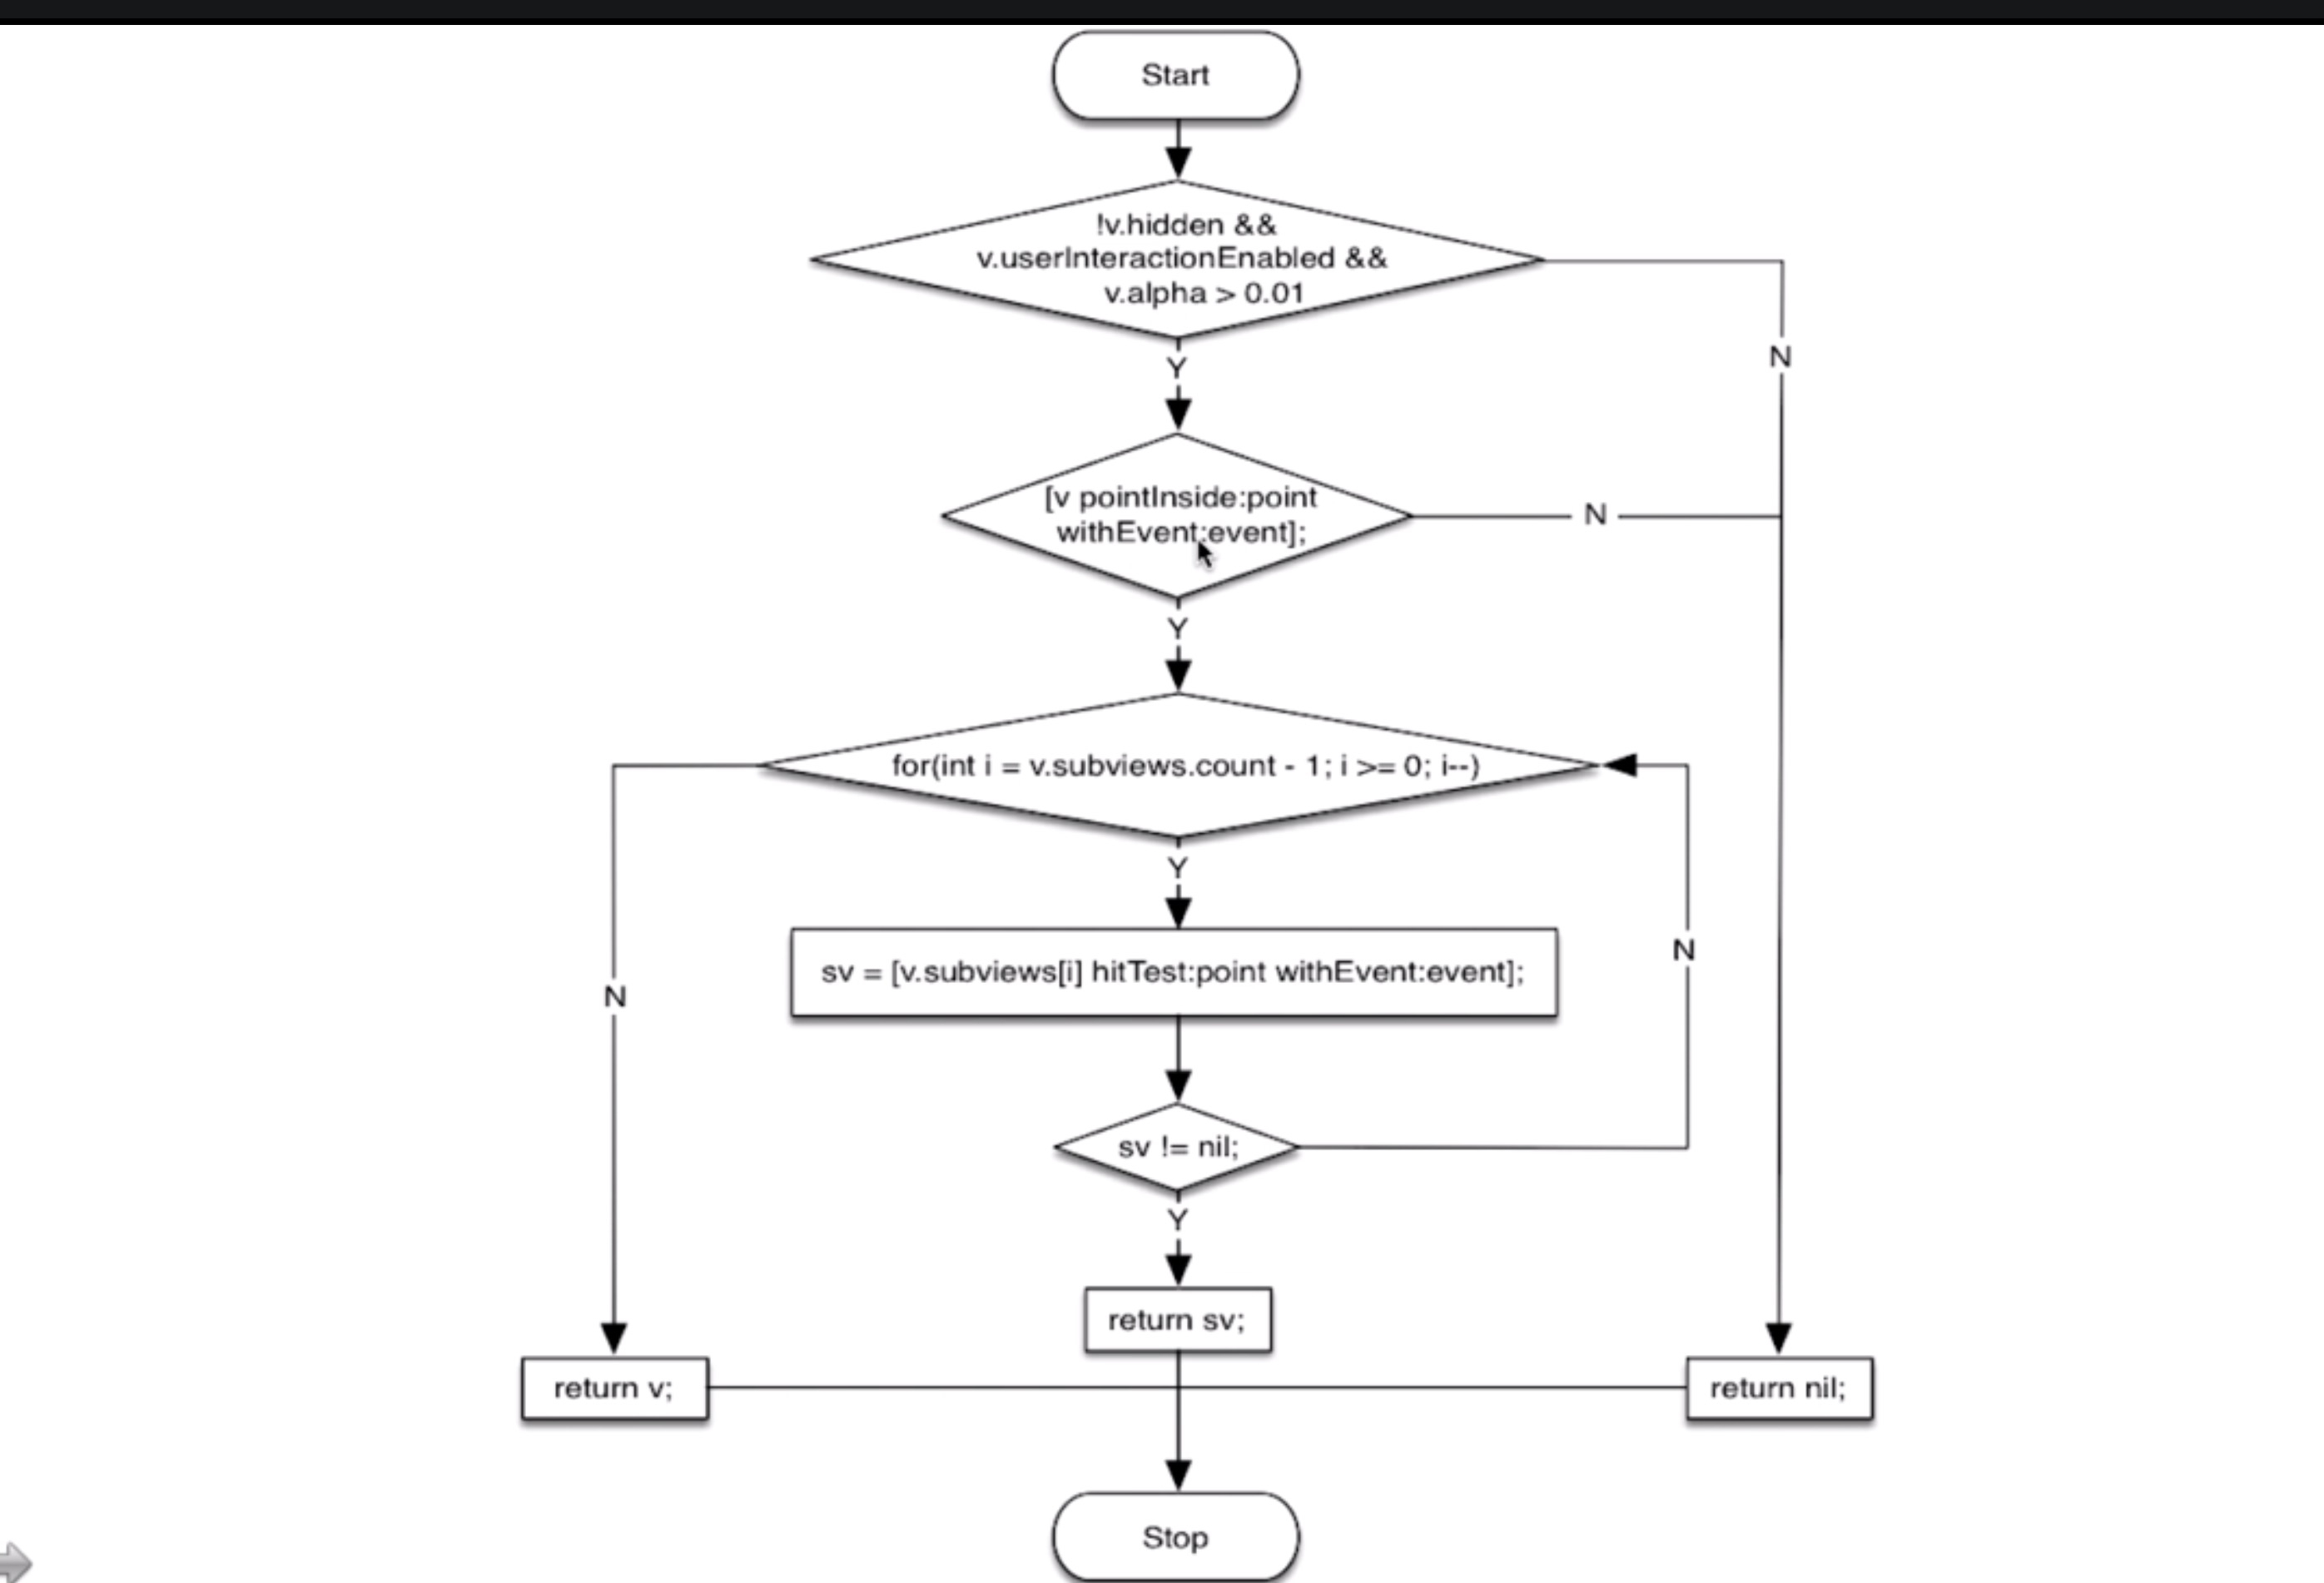 Start
!v.hidden &&
v.userInteractionEnabled &&
v.alpha > 0.01
N
Y
[v pointInside:point
withEvent:event];
N
Y
for(int i = v.subviews.count - 1; i >= 0; i--)
Y
N
sv = [v.subviews[i] hitTest:point withEvent:event];
N
sv != nil;
Y
return sv;
return v;
return nil;
Stop